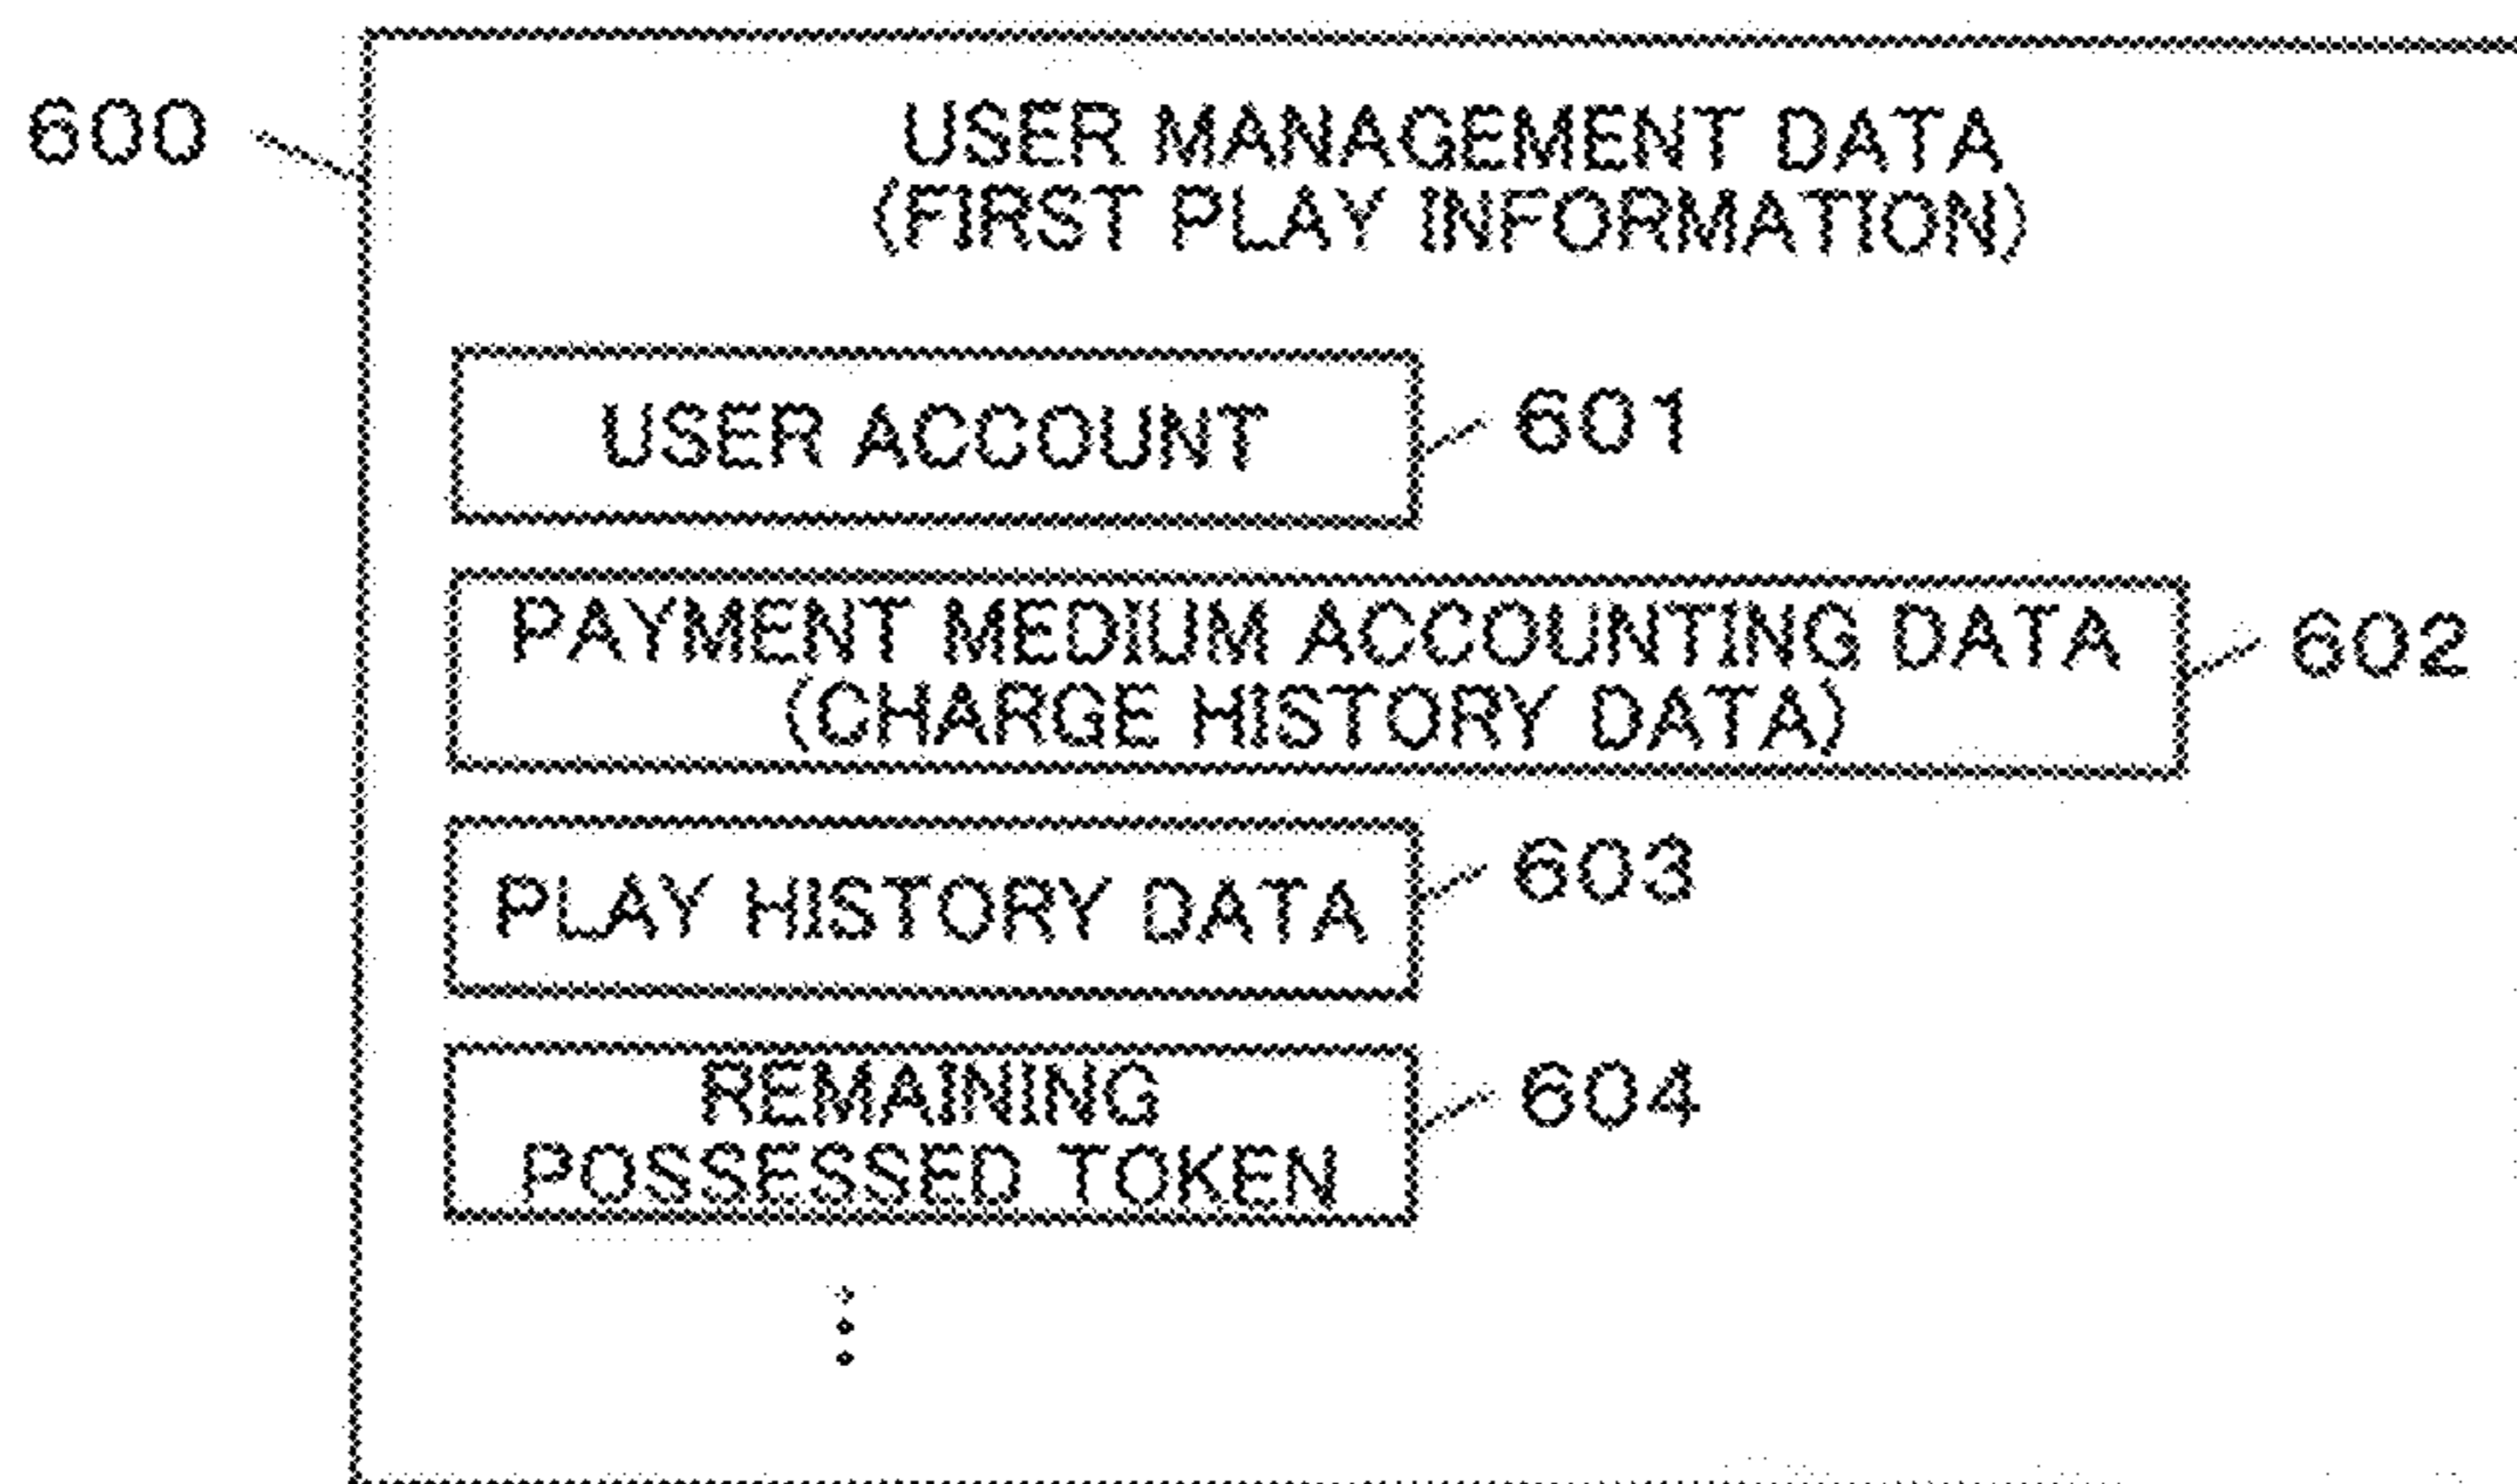 600
USER MANAGEMENT DATA
(FIRST PLAY INFORMATION)
USER ACCOUNT
601
PAYMENT MEDIUM ACCOUNTING DATA
(CHARGE HISTORY DATA)
602
PLAY HISTORY DATA
603
REMAINING
POSSESSED TOKEN
604